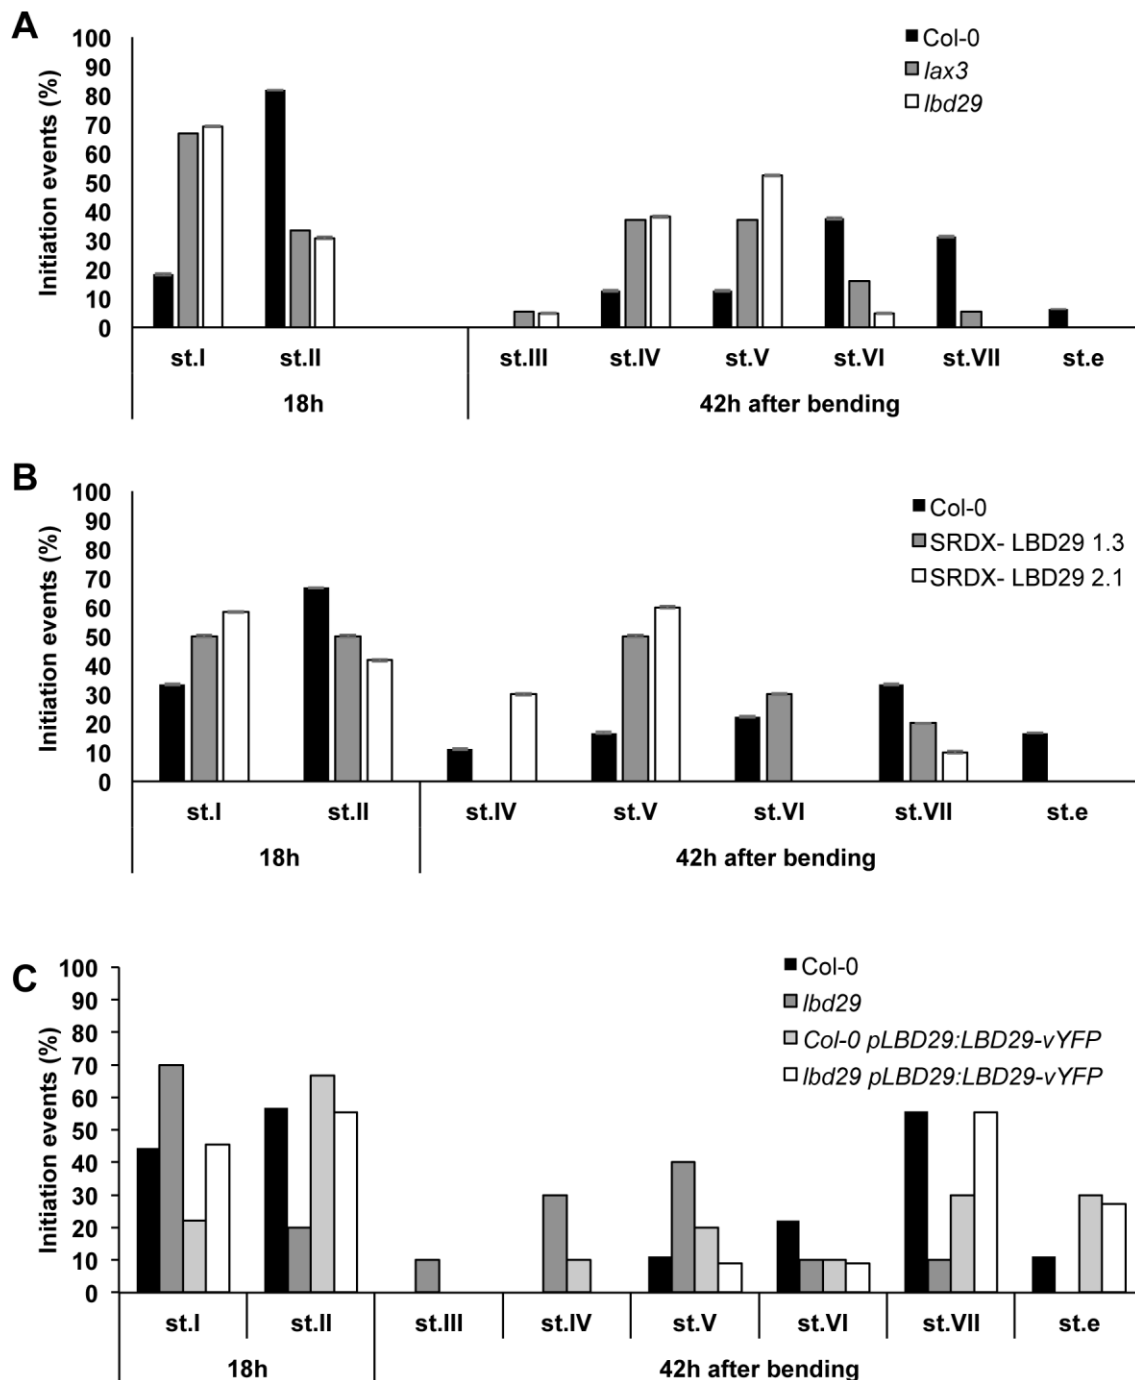 A
Initiation events (%)
100
90
80
70
60
50
40
30
20
10
0
Col-0
lax3
lbd29
st.I st.II st.III st.IV st.V st.VI st.VII st.e
18h 42h after bending
B
Initiation events (%)
100
90
80
70
60
50
40
30
20
10
0
Col-0
SRDX- LBD29 1.3
SRDX- LBD29 2.1
st.I st.II st.IV st.V st.VI st.VII st.e
18h 42h after bending
C
Initiation events (%)
100
90
80
70
60
50
40
30
20
10
0
Col-0
lbd29
Col-0 pLBD29:LBD29-vYFP
lbd29 pLBD29:LBD29-vYFP
st.I st.II st.III st.IV st.V st.VI st.VII st.e
18h 42h after bending